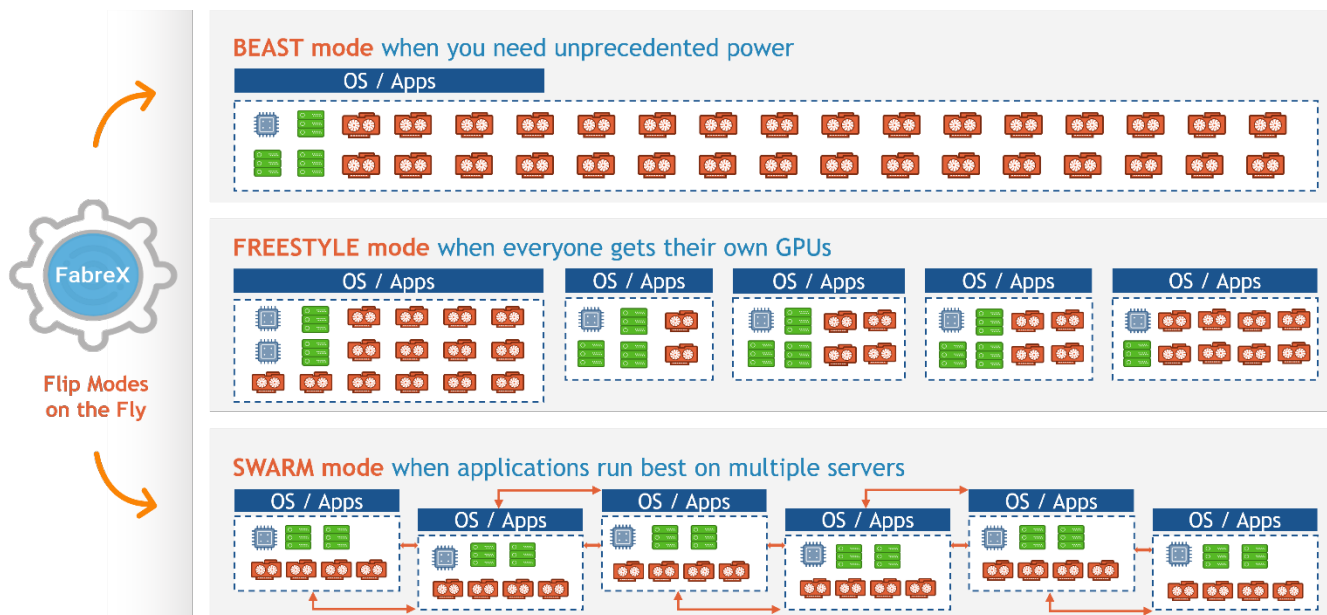 BEAST mode when you need unprecedented power
OS / Apps
FabreX
Flip Modes
on the Fly
FREESTYLE mode when everyone gets their own GPUs
OS / Apps
OS / Apps
OS / Apps
OS / Apps
OS / Apps
SWARM mode when applications run best on multiple servers
OS / Apps
OS / Apps
OS / Apps
OS / Apps
OS / Apps
OS / Apps